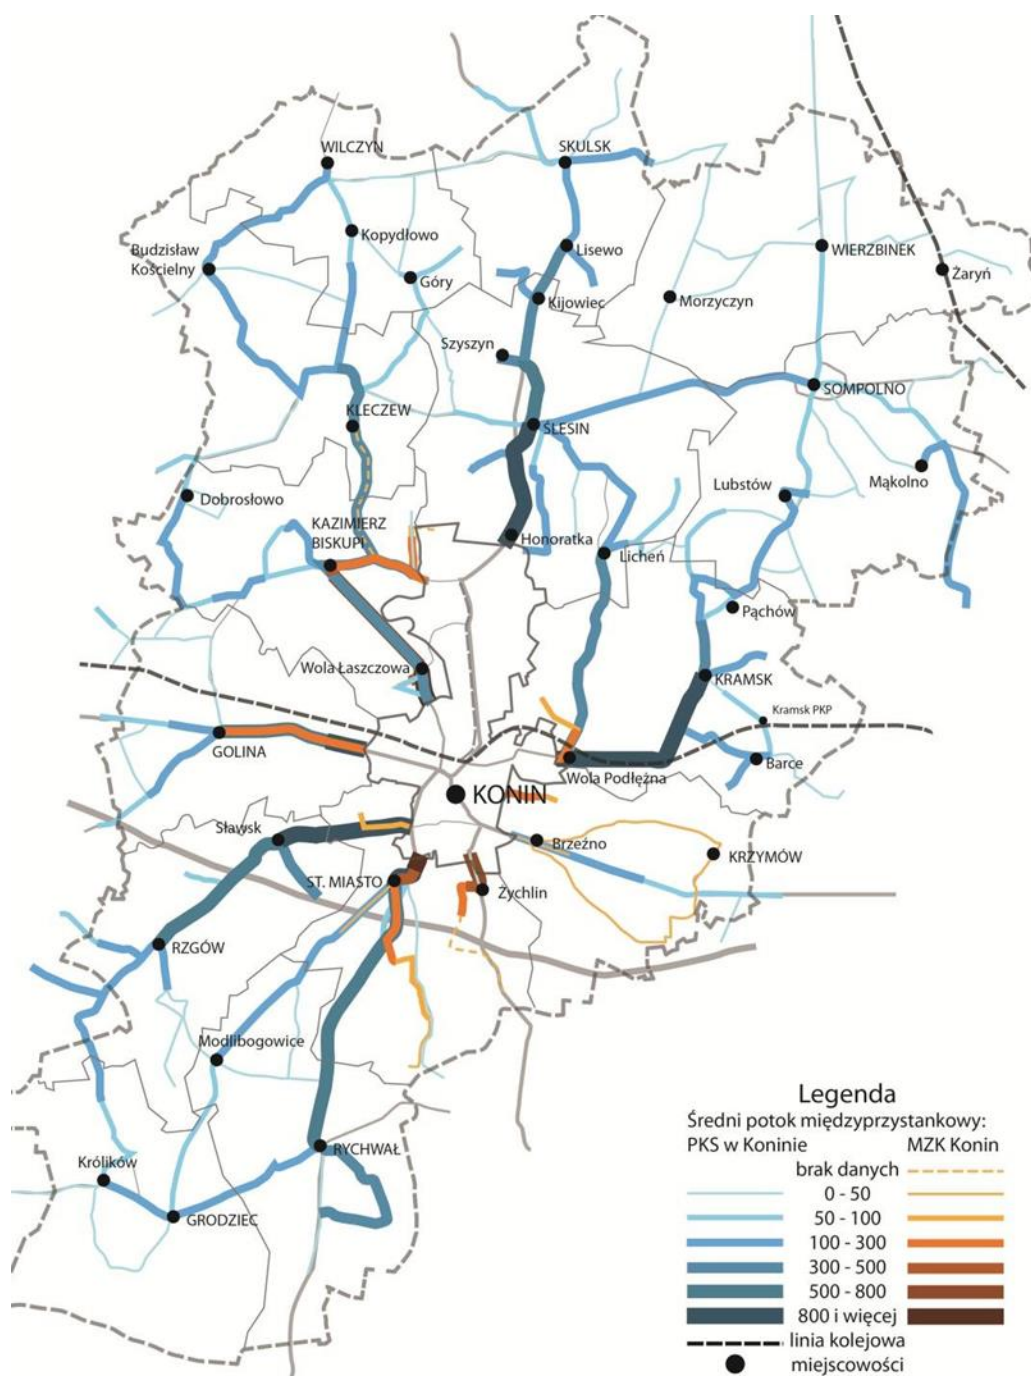 WILCZYN
SKULSK
Kopydłowo
Budzisław
Kościelny
Góry
Lisewo
WIERZBINEK
Żaryń
Kijowiec
Morzyczyn
Szyszyn
SOMPOLNO
KLECZEW
ŚLESIN
Mąkolno
Lubstów
Dobrosłowo
KAZIMIERZ
BISKUPI
Honoratka
Licheń
Pąchów
Wola Łaszczowa
KRAMSK
Kramsk PKP
GOLINA
Wola Podłężna
Barce
KONIN
Sławsk
Brzeźno
KRZYMÓW
ST. MIASTO
Żychlin
RZGÓW
Modlibogowice
RYCHWAŁ
Królików
GRODZIEC
Legenda
Średni potok międzyprzystankowy:
PKS w Koninie MZK Konin
brak danych
0 - 50
50 - 100
100 - 300
300 - 500
500 - 800
800 i więcej
linia kolejowa
miejscowości